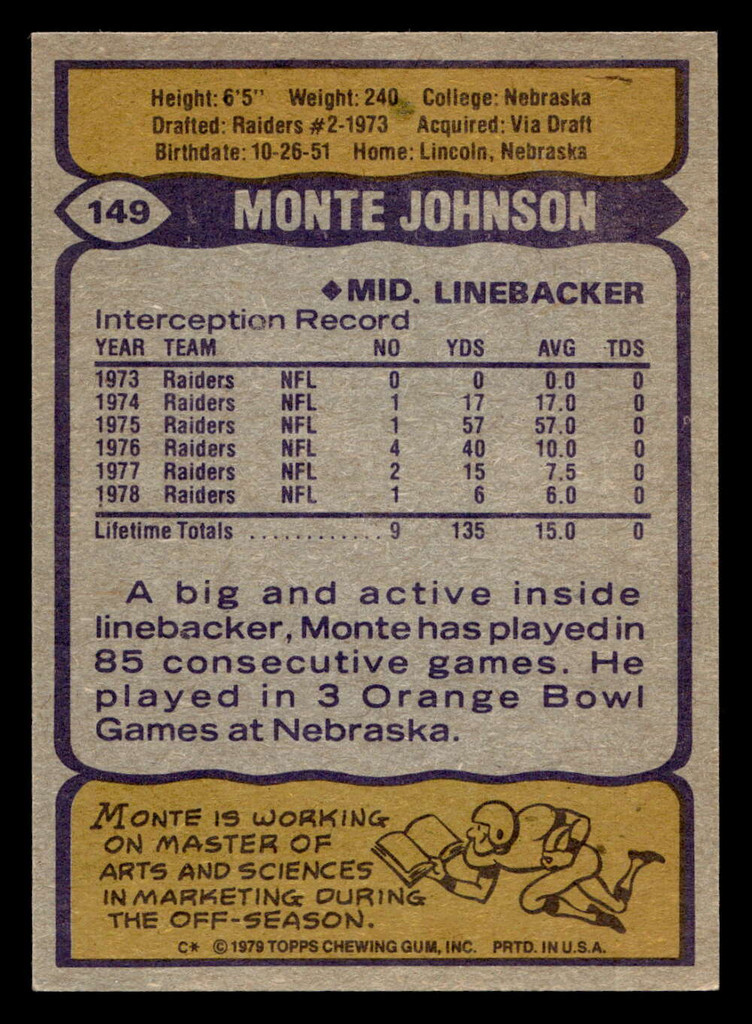 Height: 6'5" Weight: 240 College: Nebraska
Drafted: Raiders #2-1973 Acquired: Via Draft
Birthdate: 10-26-51 Home: Lincoln, Nebraska
149 MONTE JOHNSON
◆MID. LINEBACKER
Interception Record
YEAR TEAM NO YDS AVG TDS
1973 Raiders NFL 0 0 0.0 0
1974 Raiders NFL 1 17 17.0 0
1975 Raiders NFL 1 57 57.0 0
1976 Raiders NFL 4 40 10.0 0
1977 Raiders NFL 2 15 7.5 0
1978 Raiders NFL 1 6 6.0 0
Lifetime Totals ............ 9 135 15.0 0
A big and active inside
linebacker, Monte has played in
85 consecutive games. He
played in 3 Orange Bowl
Games at Nebraska.
MONTE IS WORKING
ON MASTER OF
ARTS AND SCIENCES
IN MARKETING DURING
THE OFF-SEASON.
C* © 1979 TOPPS CHEWING GUM, INC. PRTD. IN U.S.A.